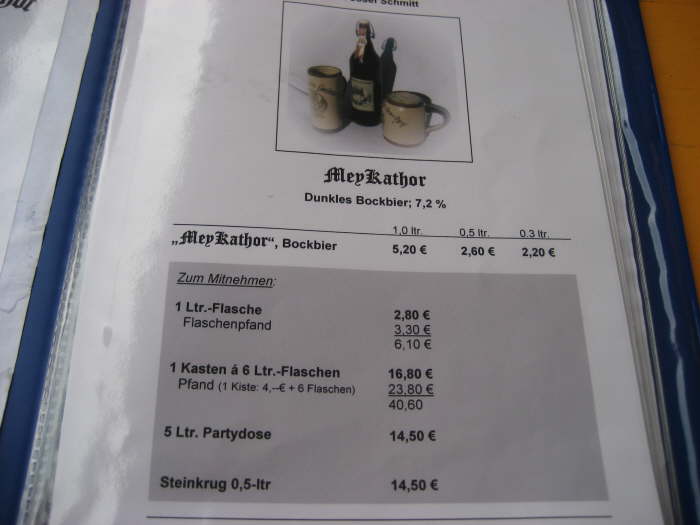 Schmitt
MeyKathor
Dunkles Bockbier; 7,2 %
1,0 ltr. 0,5 ltr. 0.3 ltr.
„MeyKathor“, Bockbier 5,20 € 2,60 € 2,20 €
Zum Mitnehmen:
1 Ltr.-Flasche 2,80 €
Flaschenpfand 3,30 €
6,10 €
1 Kasten á 6 Ltr.-Flaschen 16,80 €
Pfand (1 Kiste: 4,--€ + 6 Flaschen) 23,80 €
40,60
5 Ltr. Partydose 14,50 €
Steinkrug 0,5-ltr 14,50 €